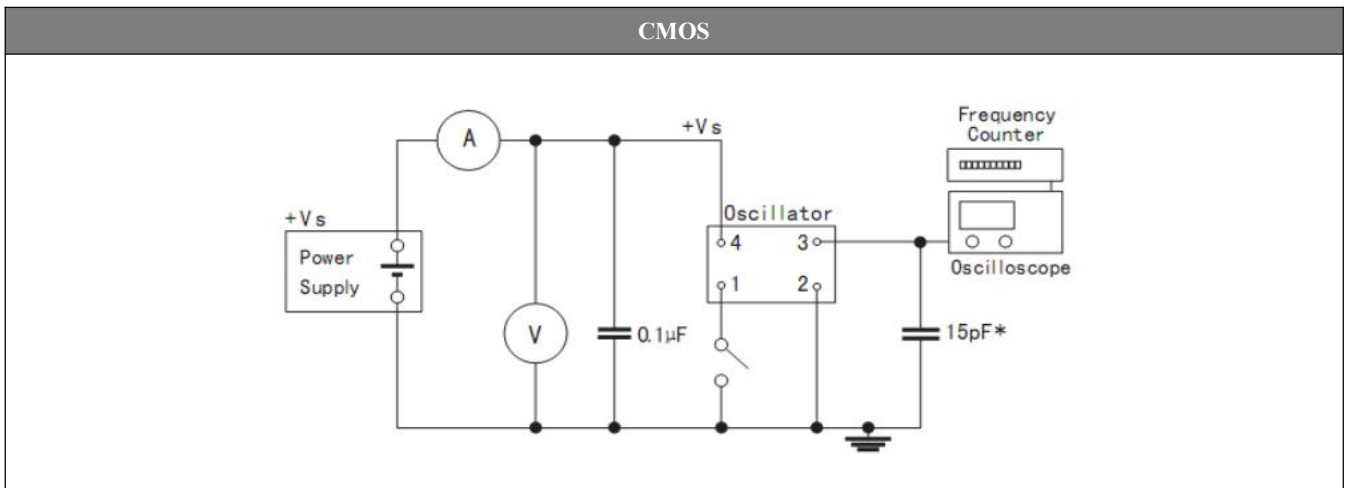 CMOS
Frequency
Counter
A
+Vs
+Vs
Oscillator
4
3
Power
Supply
1
2
Oscilloscope
V
0.1μF
15pF*